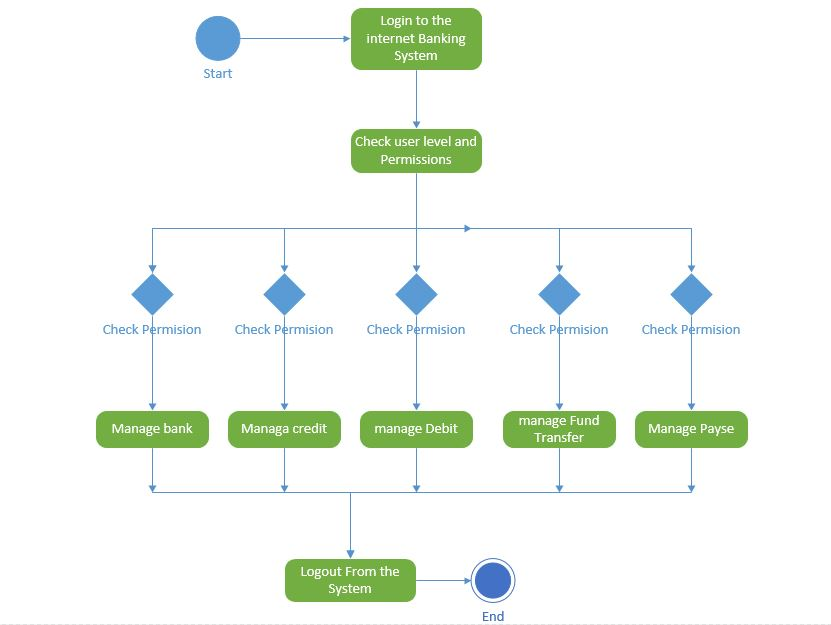 Login to the
internet Banking
System
Start
Check user level and
Permissions
Check Permision
Check Permision
Check Permision
Check Permision
Check Permision
Manage bank
Managa credit
manage Debit
manage Fund
Transfer
Manage Payse
Logout From the
System
End